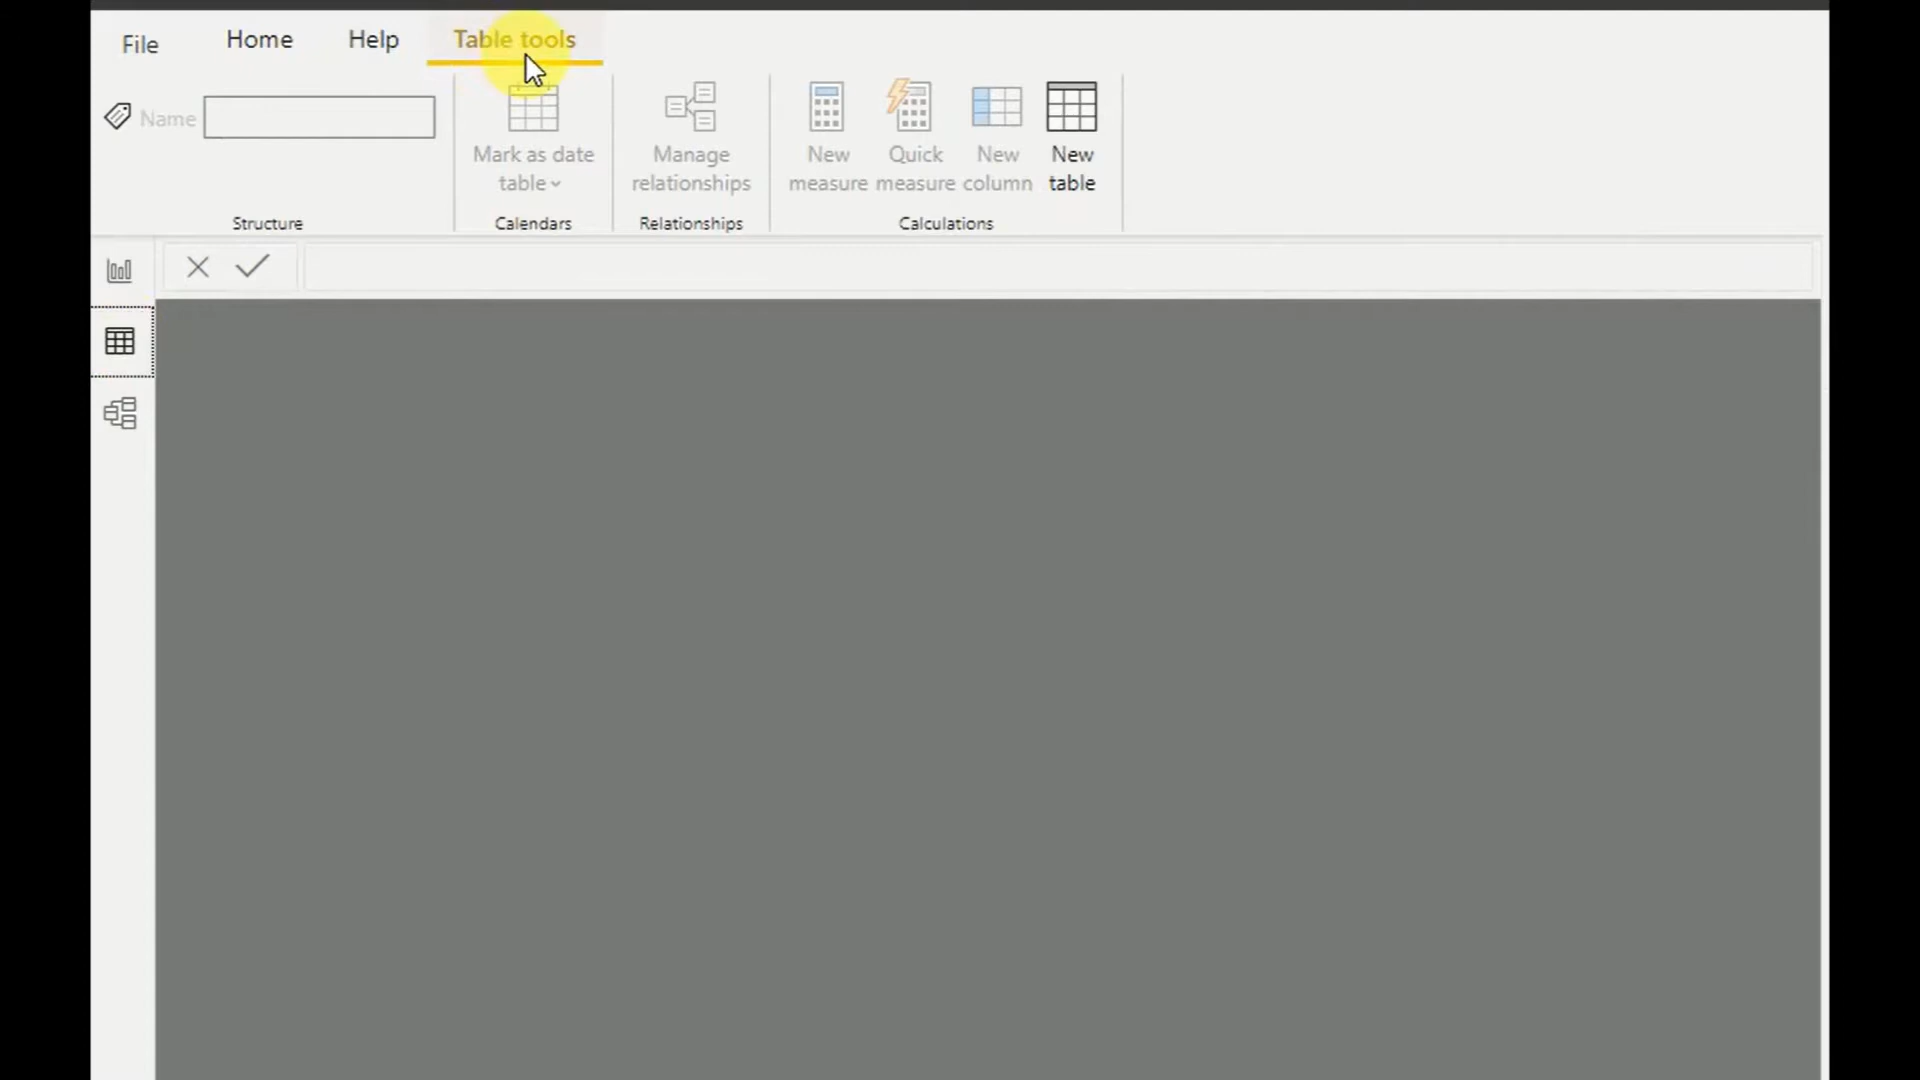 File Home Help Table tools
Name
Mark as date
table
Manage
relationships
New
measure
Quick
measure
New
column
New
table
Structure Calendars Relationships Calculations